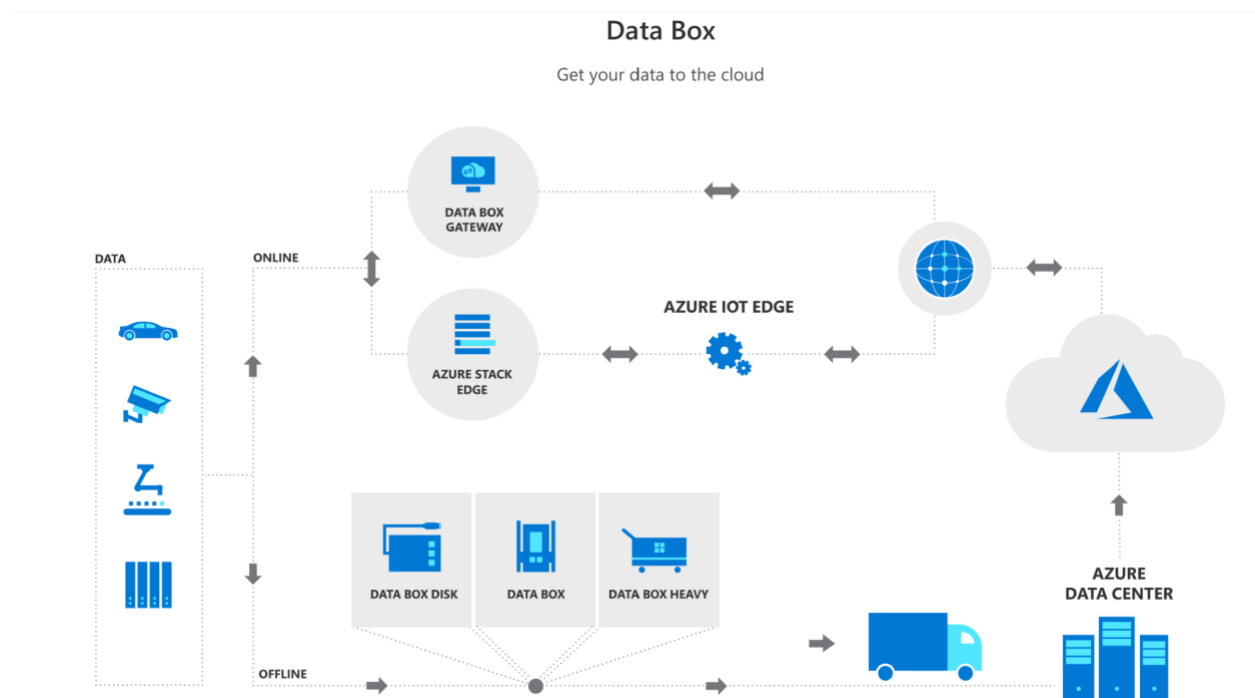 Data Box
Get your data to the cloud
DATA BOX
GATEWAY
DATA
ONLINE
AZURE IOT EDGE
AZURE STACK
EDGE
DATA BOX DISK
DATA BOX
DATA BOX HEAVY
AZURE
DATA CENTER
OFFLINE